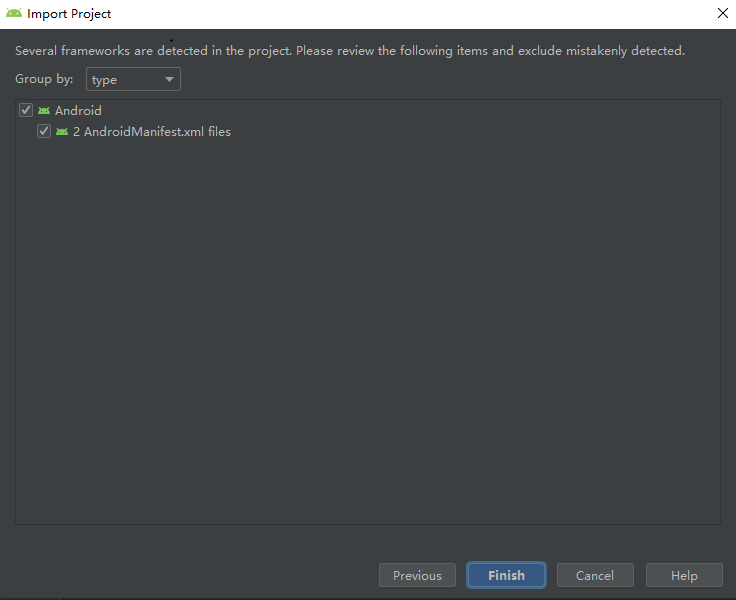 Import Project
Several frameworks are detected in the project. Please review the following items and exclude mistakenly detected.
Group by: type
Android
2 AndroidManifest.xml files
Previous Finish Cancel Help